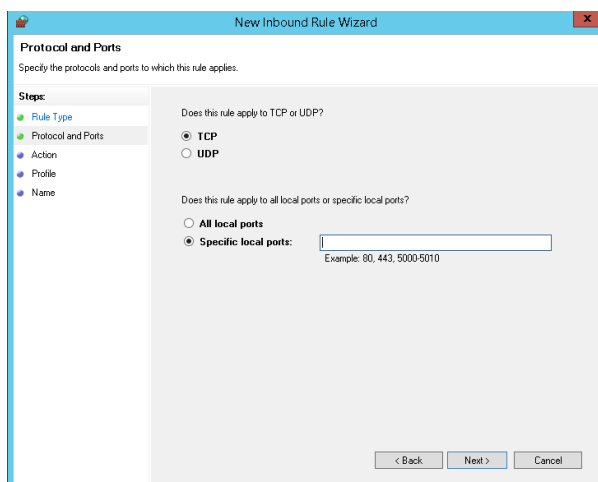 New Inbound Rule Wizard
x
Protocol and Ports
Specify the protocols and ports to which this rule applies.
Steps:
Rule Type
Protocol and Ports
Action
Profile
Name
Does this rule apply to TCP or UDP?
TCP
UDP
Does this rule apply to all local ports or specific local ports?
All local ports
Specific local ports:
Example: 80, 443, 5000-5010
< Back Next > Cancel